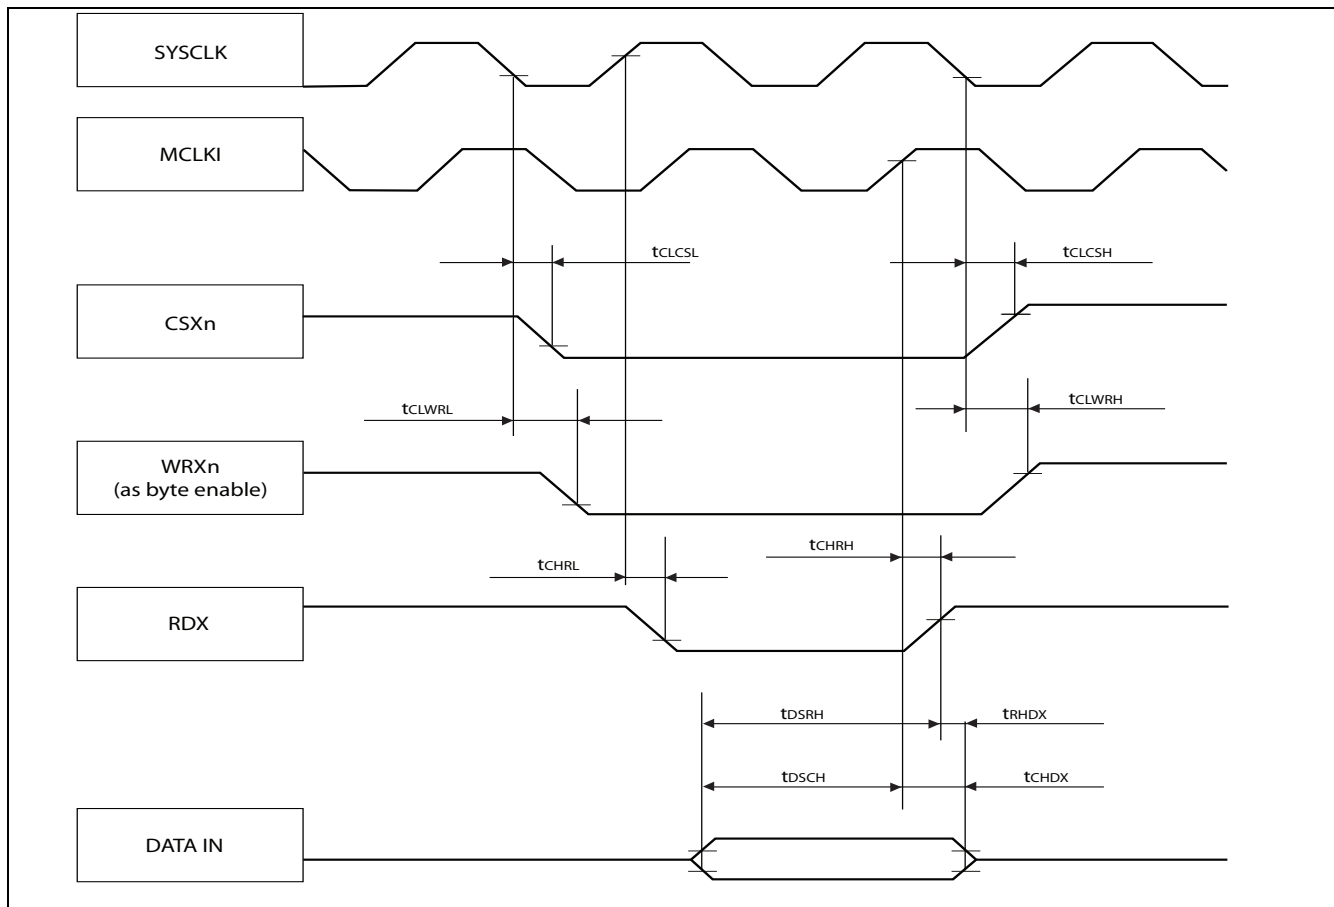 SYSCLK
MCLKI
tCLCSL
tCLCSH
CSXn
tCLWRL
tCLWRH
WRXn
(as byte enable)
tCHRL
tCHRH
RDX
tDSRH
tRHDX
tDSCH
tCHDX
DATA IN